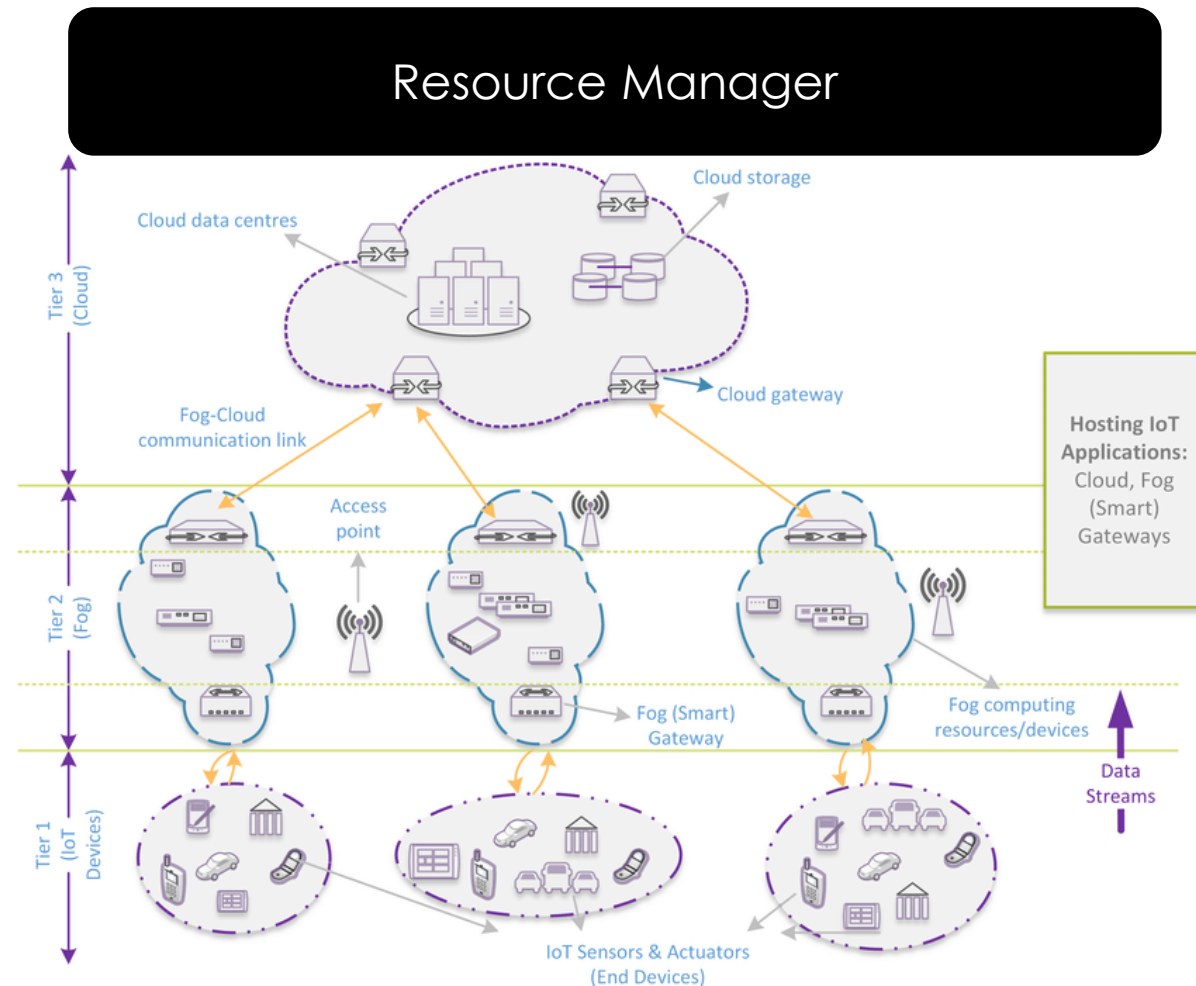 Resource Manager
Cloud storage
Cloud data centres
Tier 3
(Cloud)
Cloud gateway
Fog-Cloud
communication link
Hosting IoT
Applications:
Cloud, Fog
(Smart)
Gateways
Access
point
Tier 2
(Fog)
Fog (Smart)
Gateway
Fog computing
resources/devices
Data
Streams
Tier 1
(IoT
Devices)
IoT Sensors & Actuators
(End Devices)